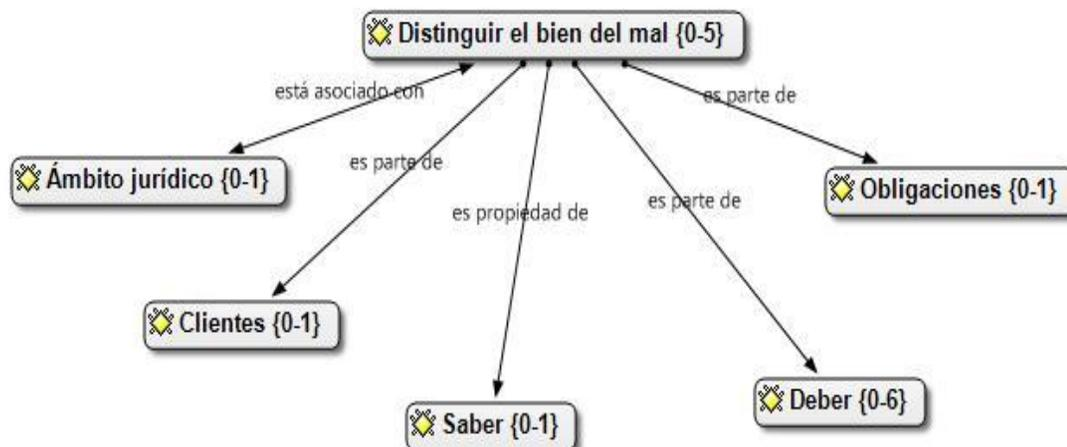 Distinguir el bien del mal {0-5}
está asociado con
es parte de
Ámbito jurídico {0-1}
es parte de
Obligaciones {0-1}
es propiedad de
es parte de
Clientes {0-1}
Deber {0-6}
Saber {0-1}